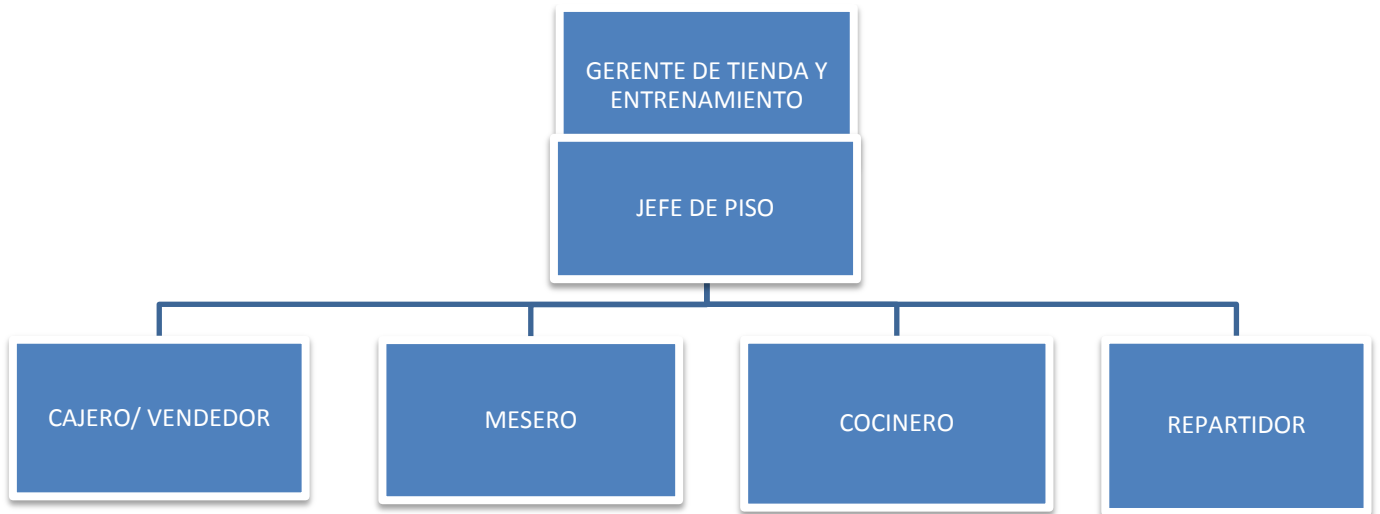 GERENTE DE TIENDA Y
ENTRENAMIENTO
JEFE DE PISO
CAJERO/ VENDEDOR
MESERO
COCINERO
REPARTIDOR